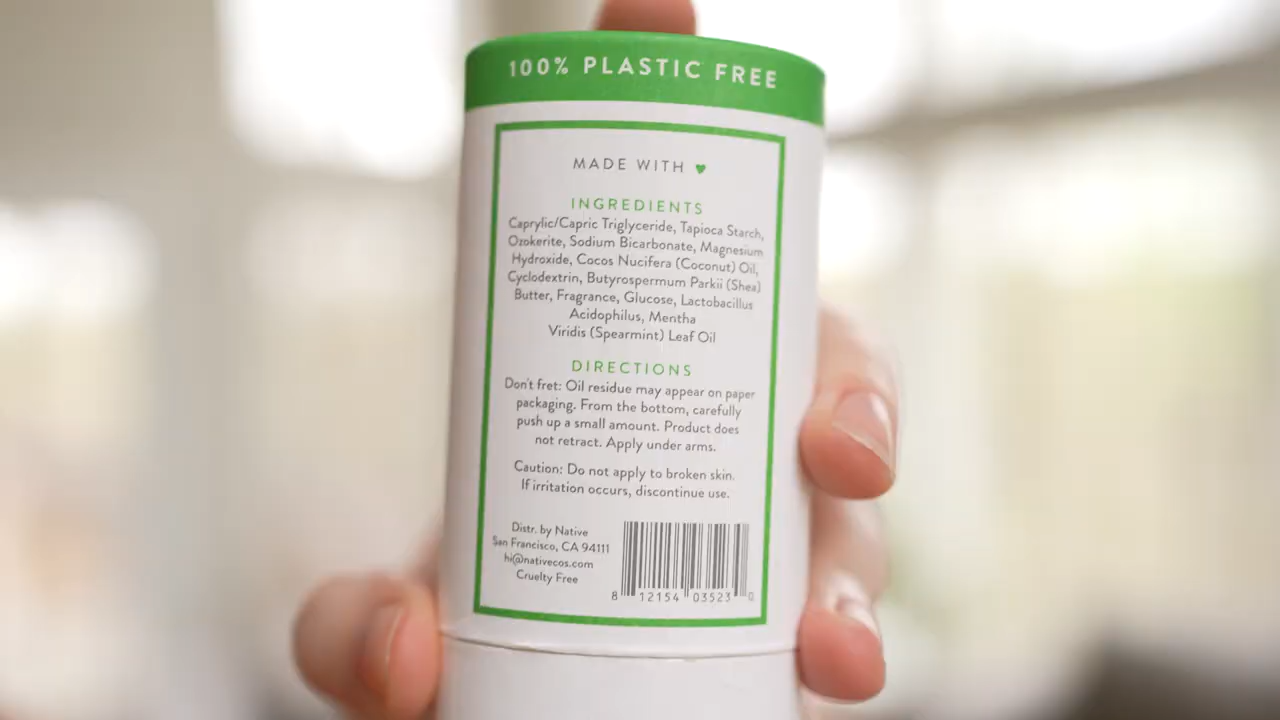 100% PLASTIC FREE
MADE WITH ♥
INGREDIENTS
Caprylic/Capric Triglyceride, Tapioca Starch,
Ozokerite, Sodium Bicarbonate, Magnesium
Hydroxide, Cocos Nucifera (Coconut) Oil,
Cyclodextrin, Butyrospermum Parkii (Shea)
Butter, Fragrance, Glucose, Lactobacillus
Acidophilus, Mentha
Viridis (Spearmint) Leaf Oil
DIRECTIONS
Don't fret: Oil residue may appear on paper
packaging. From the bottom, carefully
push up a small amount. Product does
not retract. Apply under arms.
Caution: Do not apply to broken skin.
If irritation occurs, discontinue use.
Distr. by Native
San Francisco, CA 94111
hi@nativecos.com
Cruelty Free
8 12154 03523 0